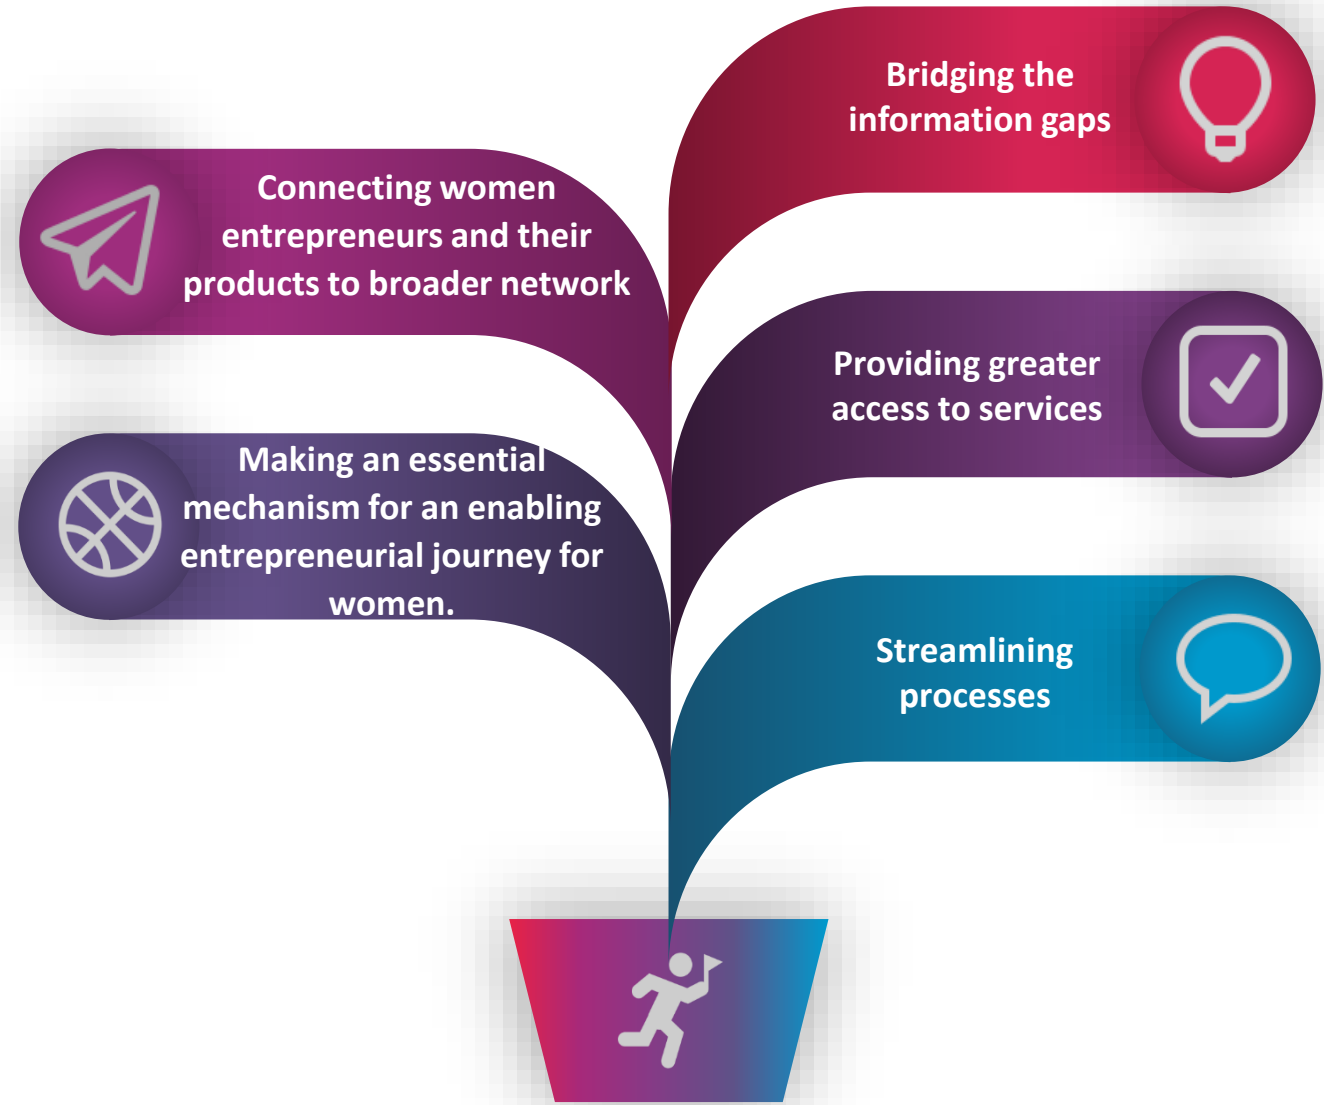 Bridging the
information gaps
Connecting women
entrepreneurs and their
products to broader network
Providing greater
access to services
Making an essential
mechanism for an enabling
entrepreneurial journey for
women.
Streamlining
processes